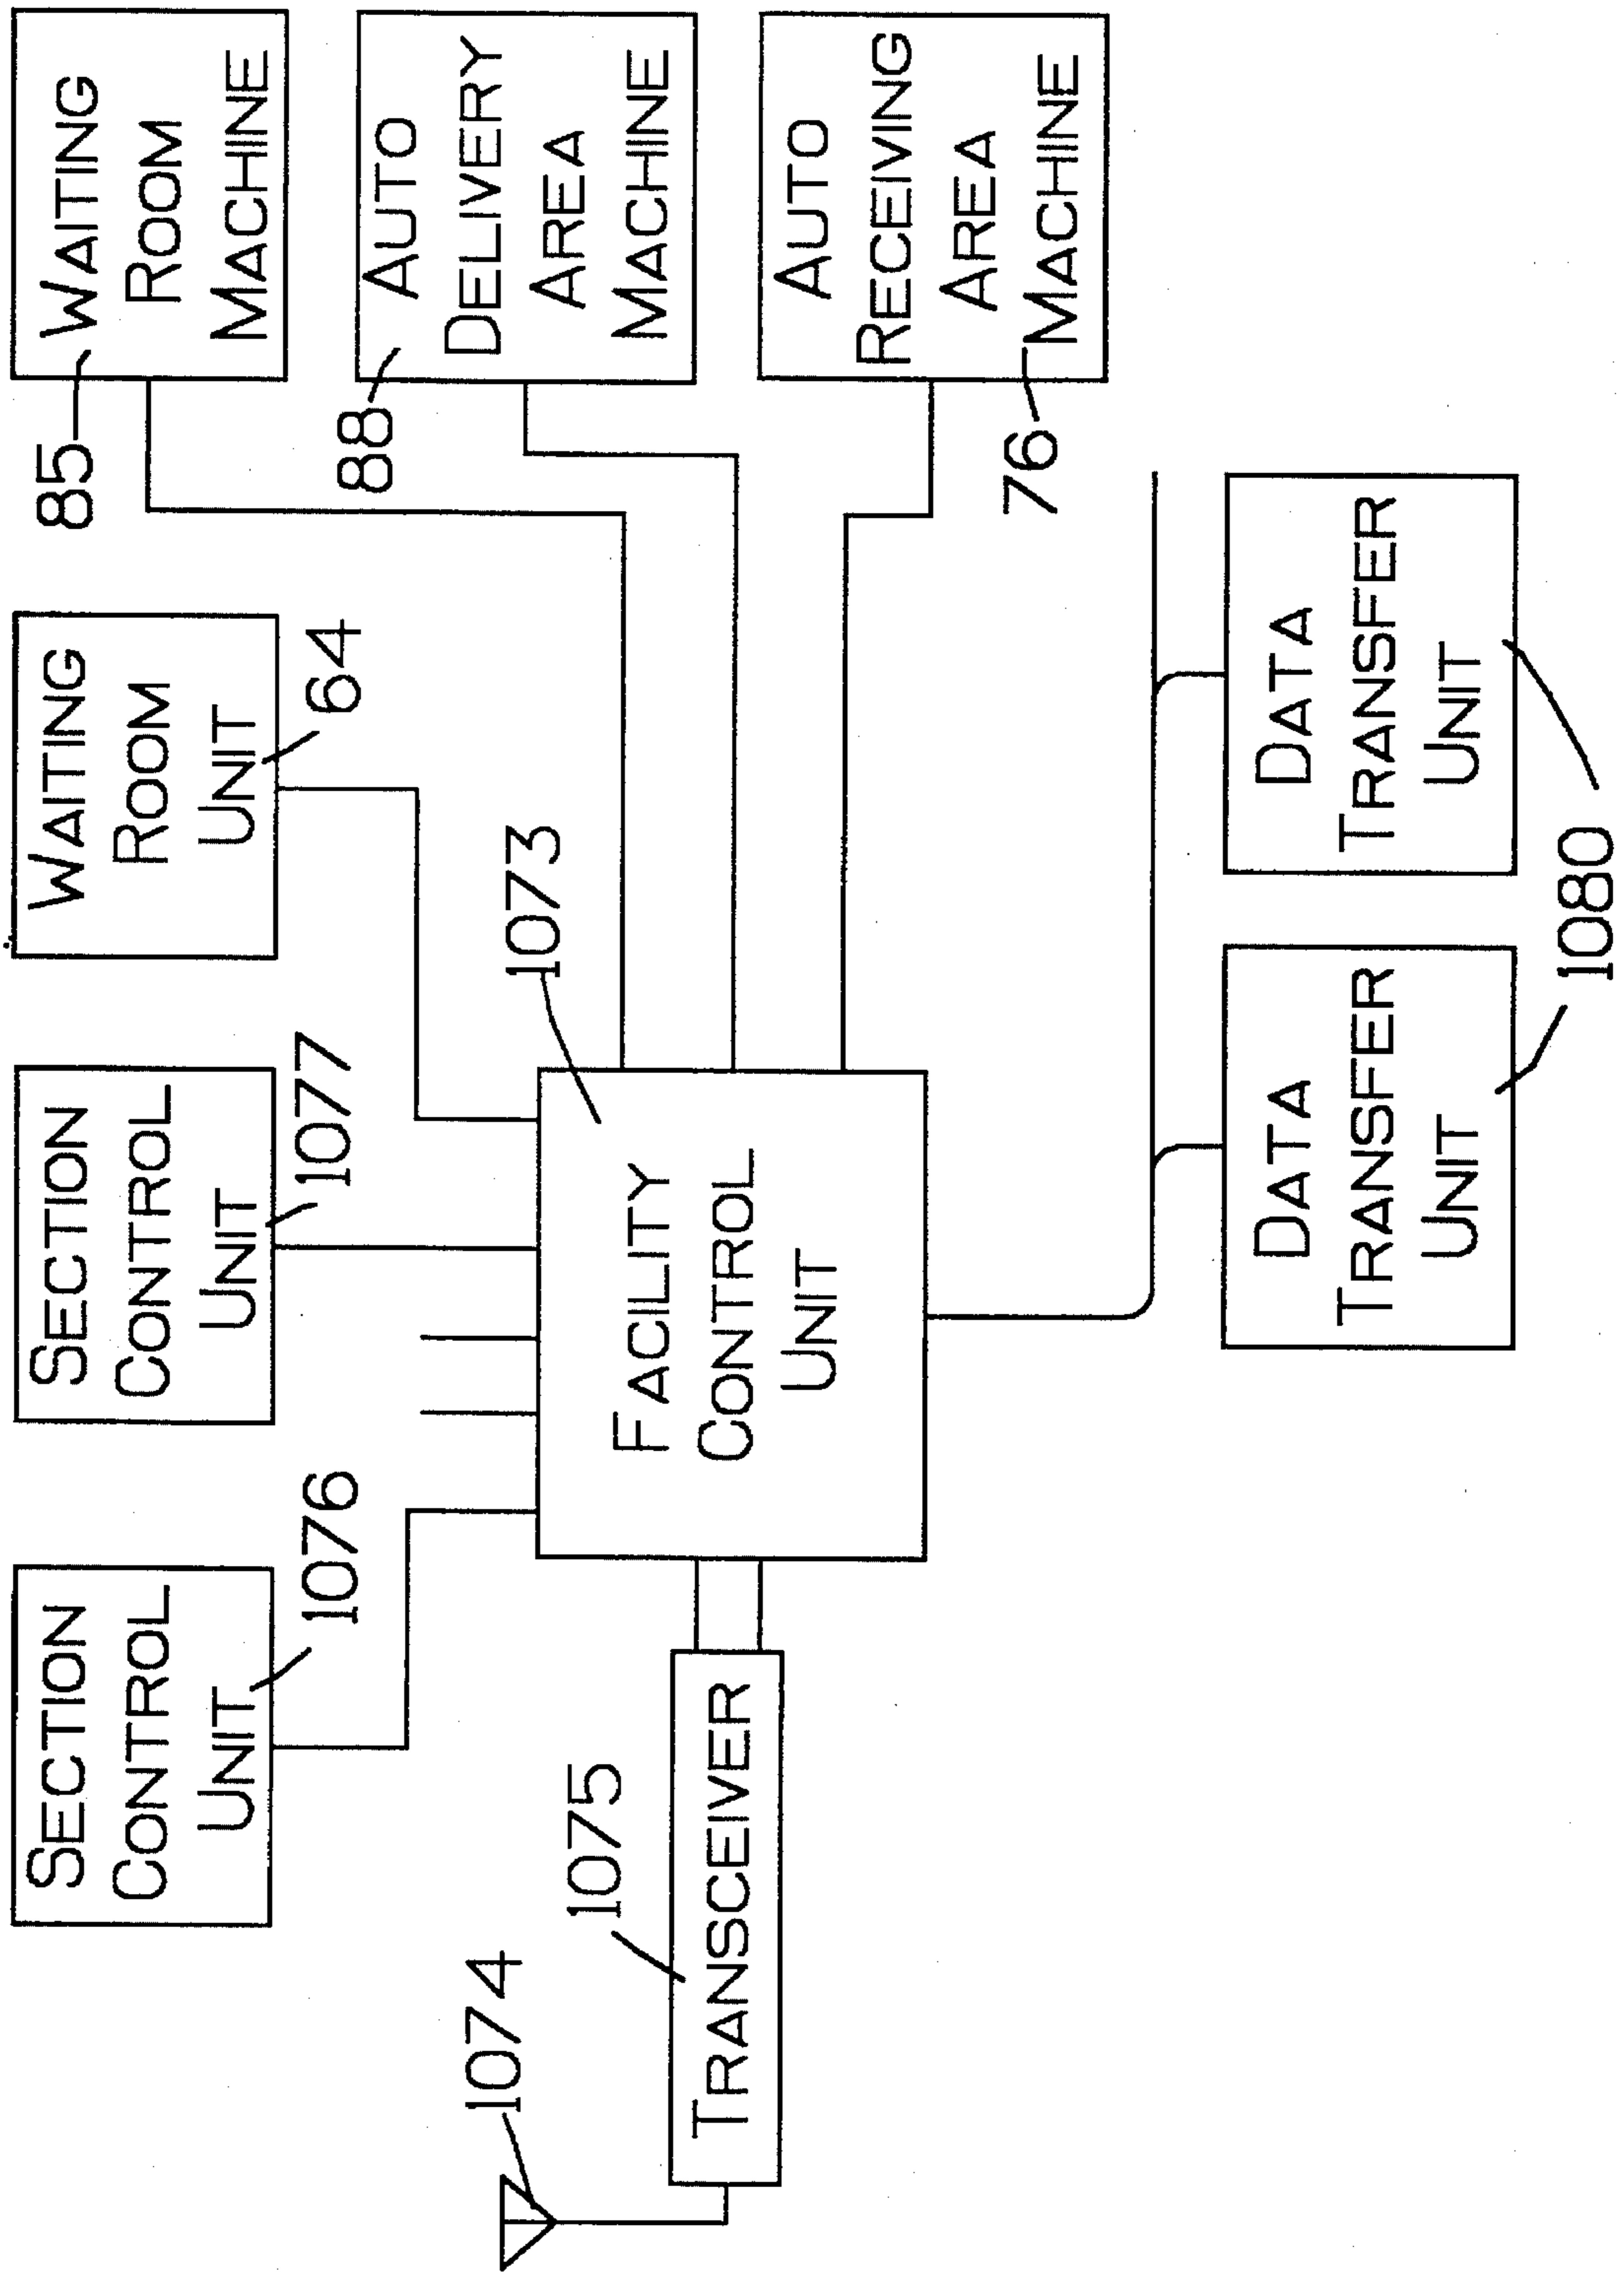 SECTION
CONTROL
UNIT
1076
SECTION
CONTROL
UNIT
1077
WAITING
ROOM
UNIT
64
WAITING
ROOM
MACHINE
85
AUTO
DELIVERY
AREA
MACHINE
88
AUTO
RECEIVING
AREA
MACHINE
76
1074
1075
TRANSCEIVER
1073
FACILITY
CONTROL
UNIT
DATA
TRANSFER
UNIT
DATA
TRANSFER
UNIT
1080